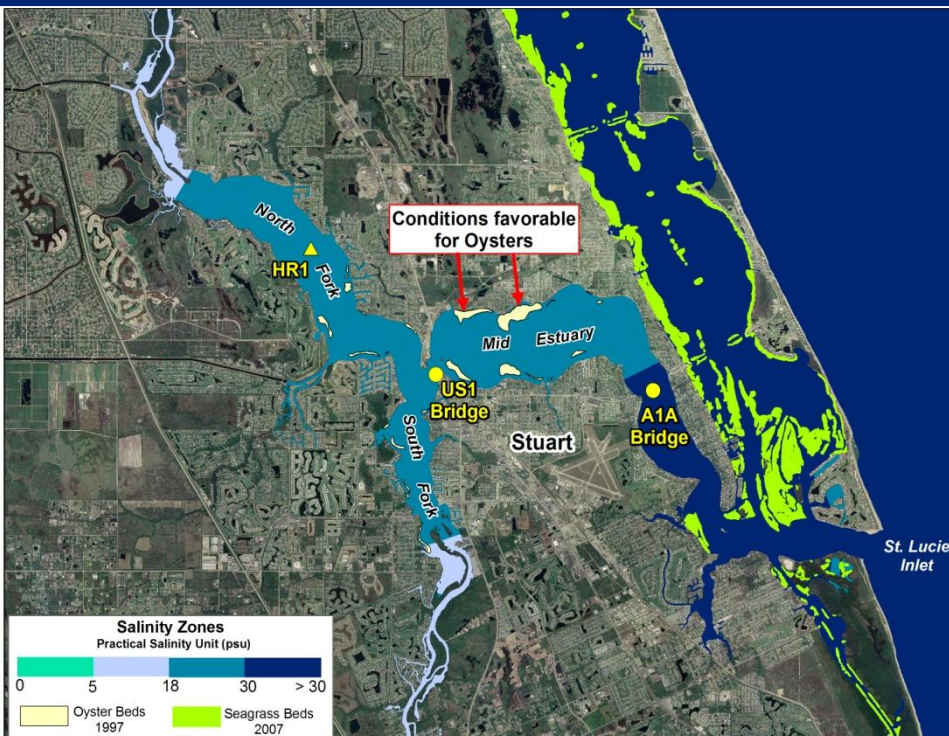 North
Fork
HR1
Conditions favorable
for Oysters
Mid Estuary
US1
Bridge
A1A
Bridge
South
Fork
Stuart
St. Lucie
Inlet
Salinity Zones
Practical Salinity Unit (psu)
0 5 18 30 > 30
Oyster Beds
1997
Seagrass Beds
2007